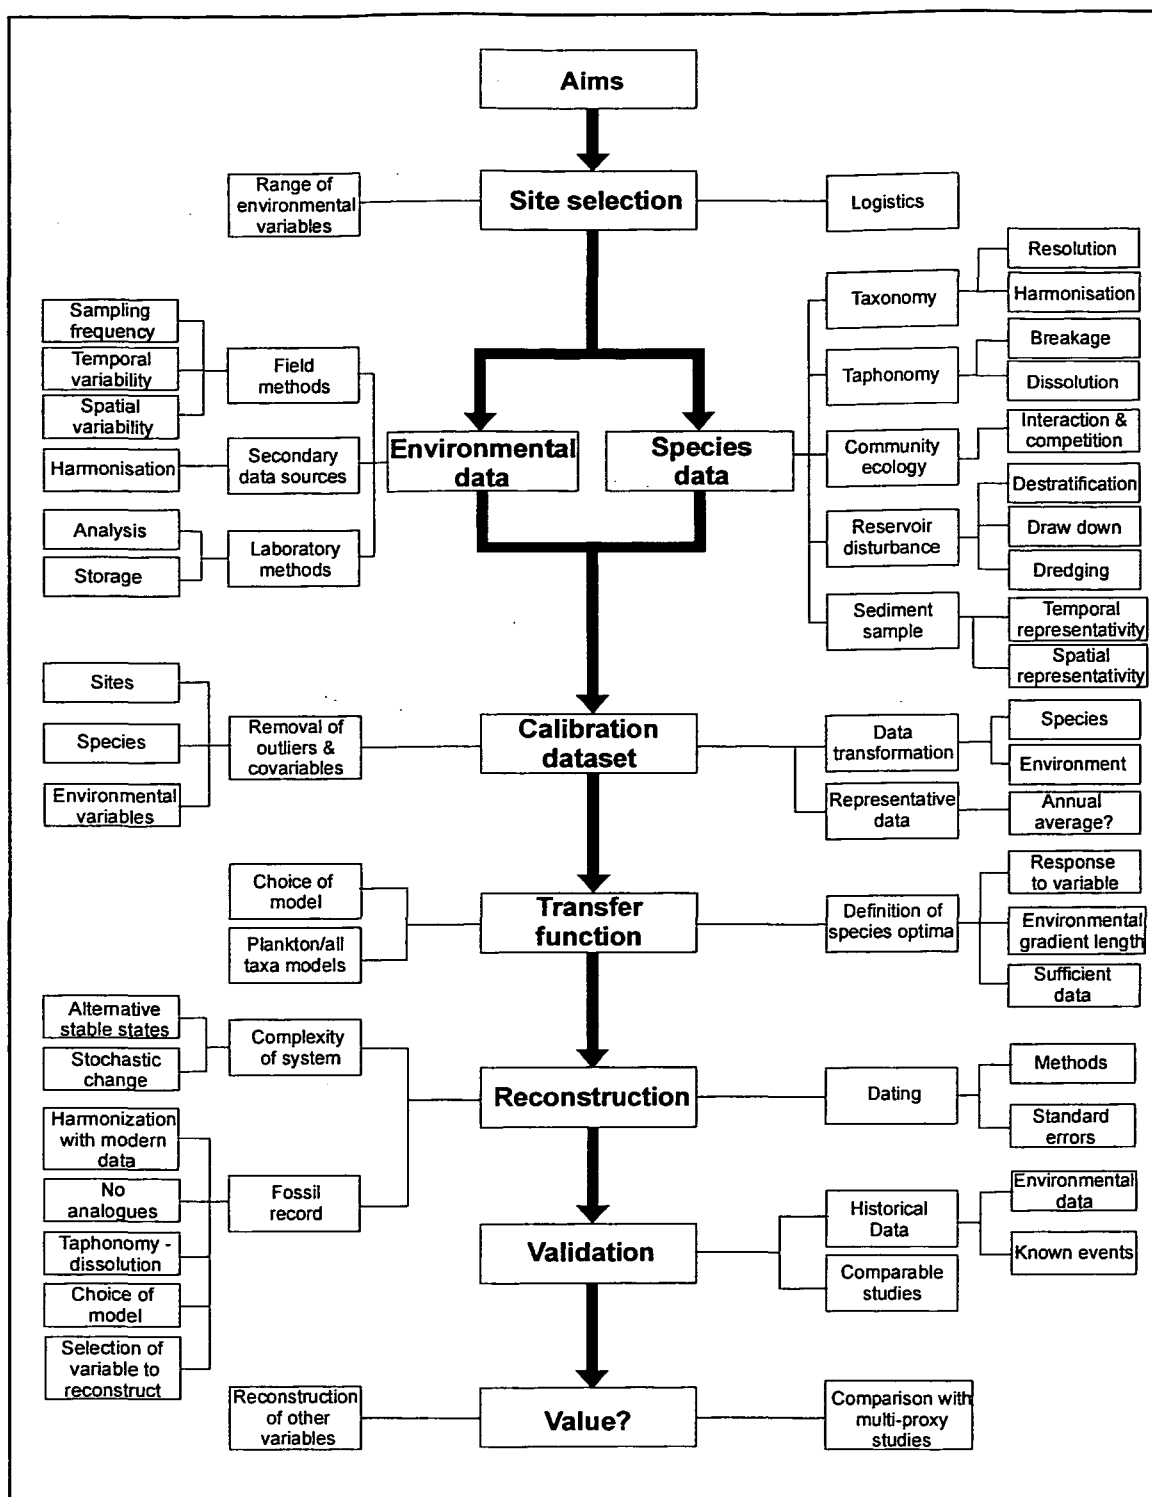 Aims
Range of
environmental
variables
Site selection
Logistics
Resolution
Taxonomy
Harmonisation
Sampling
frequency
Temporal
variability
Spatial
variability
Field
methods
Breakage
Taphonomy
Dissolution
Harmonisation
Secondary
data sources
Environmental
data
Species
data
Community
ecology
Interaction &
competition
Analysis
Storage
Laboratory
methods
Reservoir
disturbance
Destratification
Draw down
Dredging
Sediment
sample
Temporal
representativity
Spatial
representativity
Sites
Species
Environmental
variables
Removal of
outliers &
covariables
Calibration
dataset
Data
transformation
Species
Environment
Representative
data
Annual
average?
Choice of
model
Plankton/all
taxa models
Transfer
function
Definition of
species optima
Response
to variable
Environmental
gradient length
Sufficient
data
Alternative
stable states
Stochastic
change
Complexity
of system
Reconstruction
Dating
Methods
Standard
errors
Harmonization
with modern
data
No
analogues
Taphonomy -
dissolution
Choice of
model
Selection of
variable to
reconstruct
Fossil
record
Validation
Historical
Data
Environmental
data
Known events
Comparable
studies
Reconstruction
of other
variables
Value?
Comparison with
multi-proxy
studies